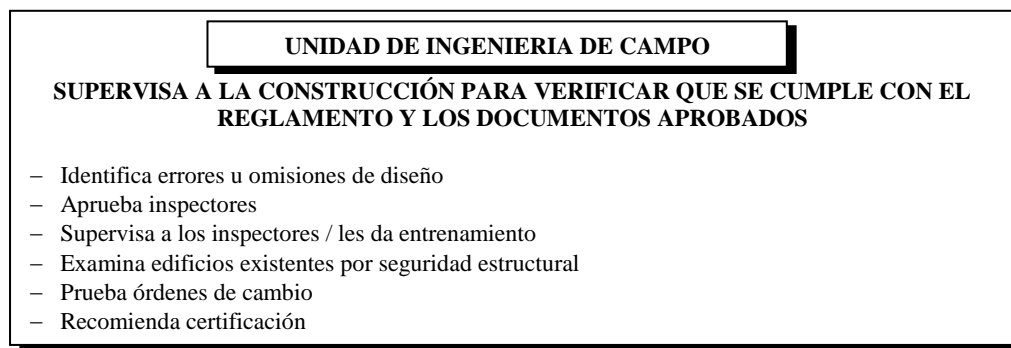 UNIDAD DE INGENIERIA DE CAMPO
SUPERVISA A LA CONSTRUCCIÓN PARA VERIFICAR QUE SE CUMPLE CON EL
REGLAMENTO Y LOS DOCUMENTOS APROBADOS
– Identifica errores u omisiones de diseño
– Aprueba inspectores
– Supervisa a los inspectores / les da entrenamiento
– Examina edificios existentes por seguridad estructural
– Prueba órdenes de cambio
– Recomienda certificación